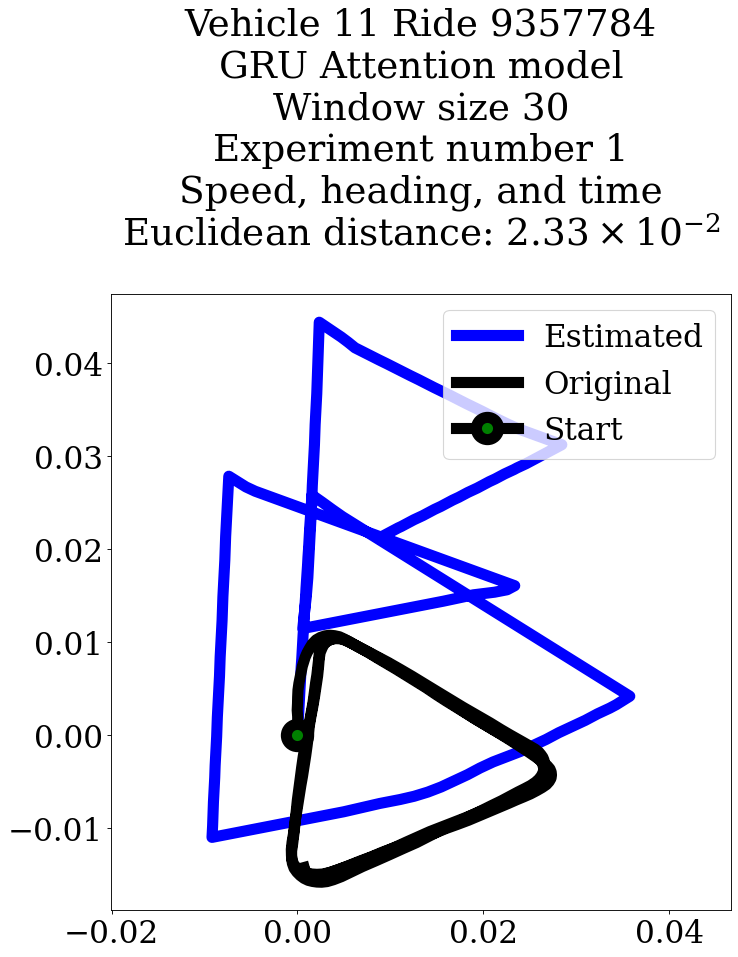 Vehicle 11 Ride 9357784
GRU Attention model
Window size 30
Experiment number 1
Speed, heading, and time
Euclidean distance: 2.33 × 10⁻²
Estimated
Original
Start
0.04
0.03
0.02
0.01
0.00
−0.01
−0.02
0.00
0.02
0.04